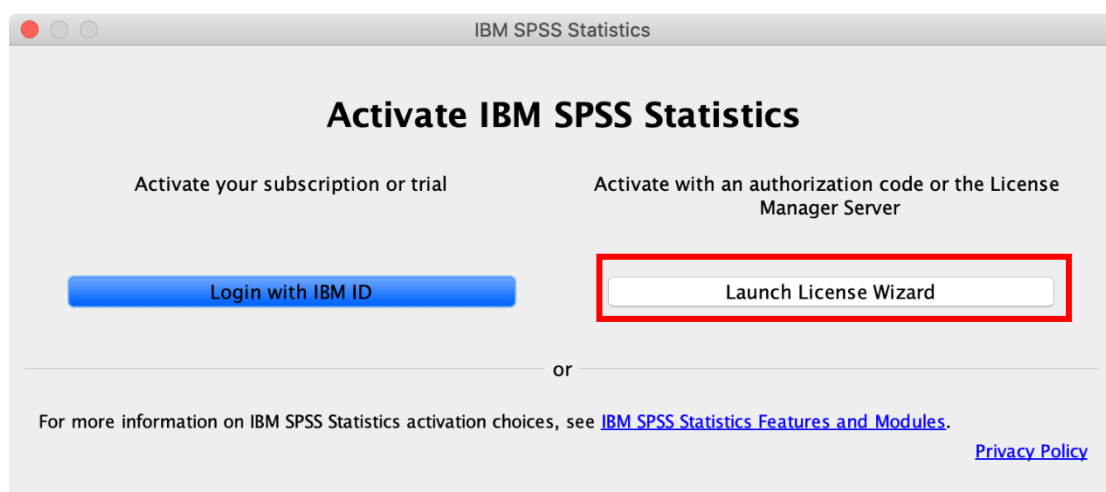 IBM SPSS Statistics
Activate IBM SPSS Statistics
Activate your subscription or trial
Activate with an authorization code or the License
Manager Server
Login with IBM ID
Launch License Wizard
or
For more information on IBM SPSS Statistics activation choices, see IBM SPSS Statistics Features and Modules.
Privacy Policy